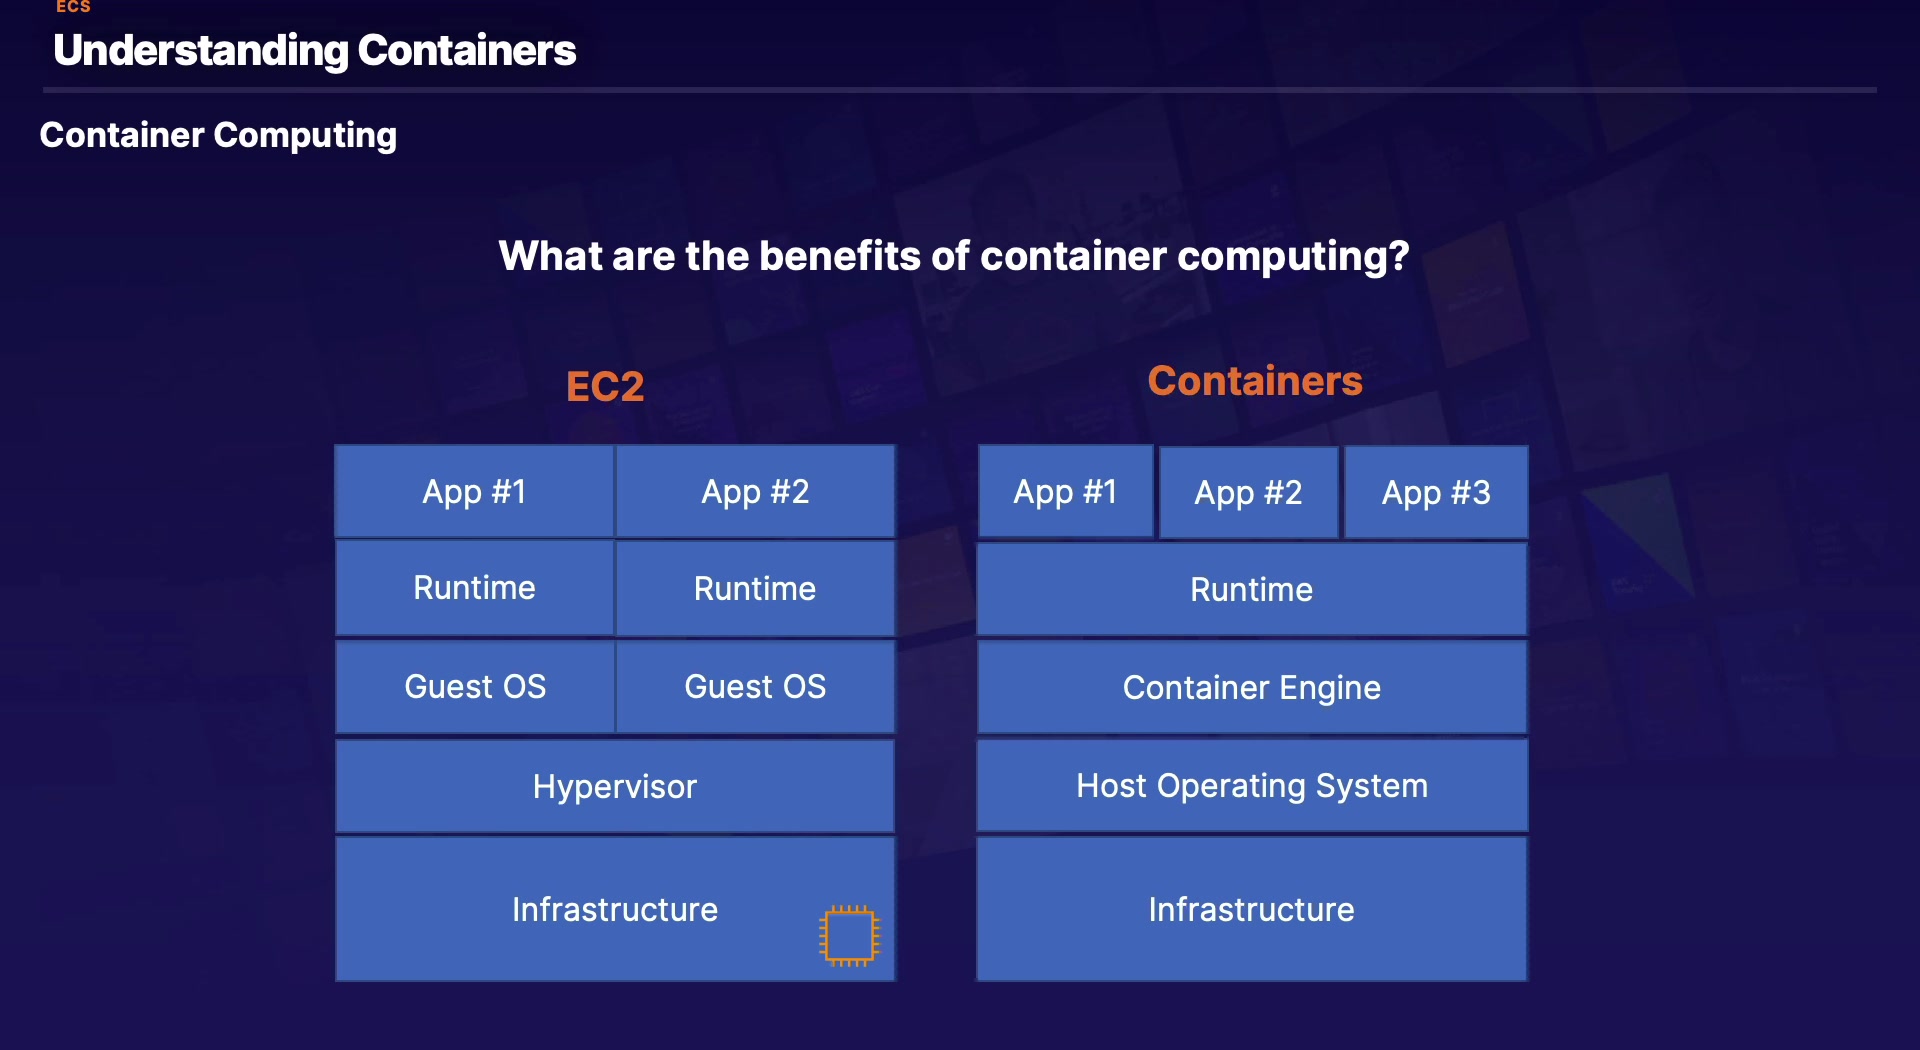 ECS
Understanding Containers
Container Computing
What are the benefits of container computing?
EC2
App #1 App #2
Runtime Runtime
Guest OS Guest OS
Hypervisor
Infrastructure
Containers
App #1 App #2 App #3
Runtime
Container Engine
Host Operating System
Infrastructure